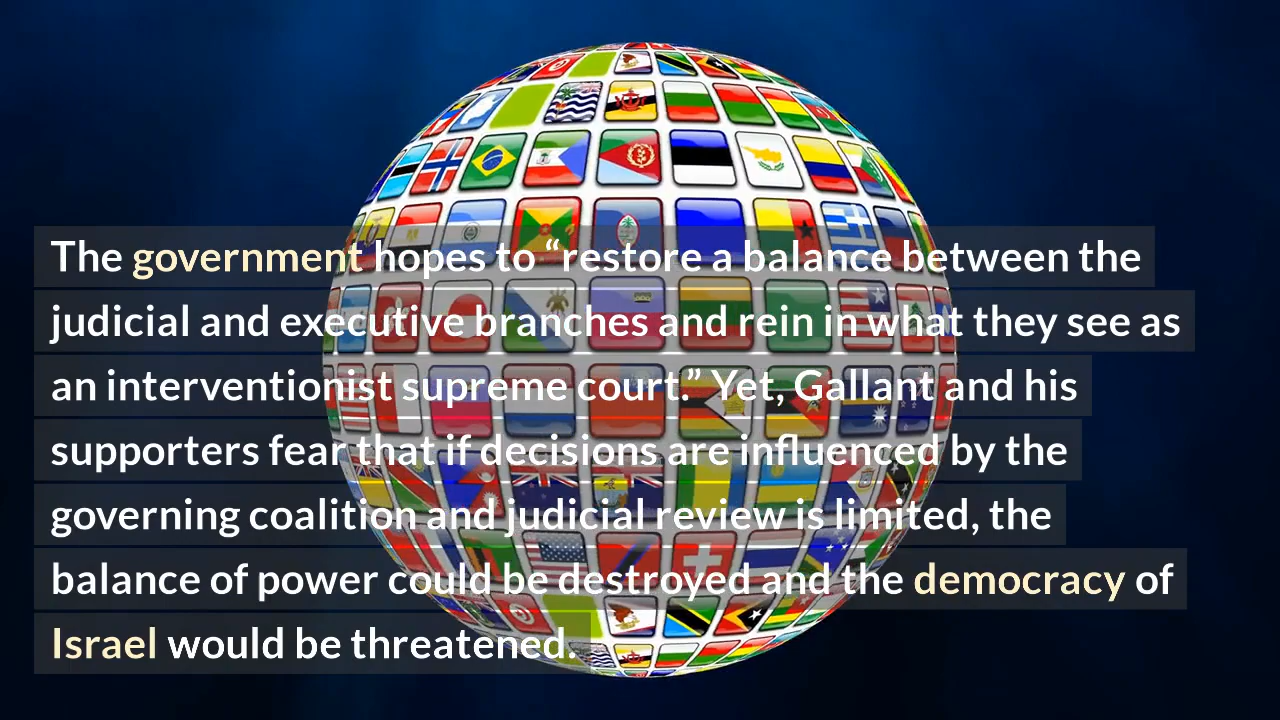 The government hopes to “restore a balance between the
judicial and executive branches and rein in what they see as
an interventionist supreme court.” Yet, Gallant and his
supporters fear that if decisions are influenced by the
governing coalition and judicial review is limited, the
balance of power could be destroyed and the democracy of
Israel would be threatened.